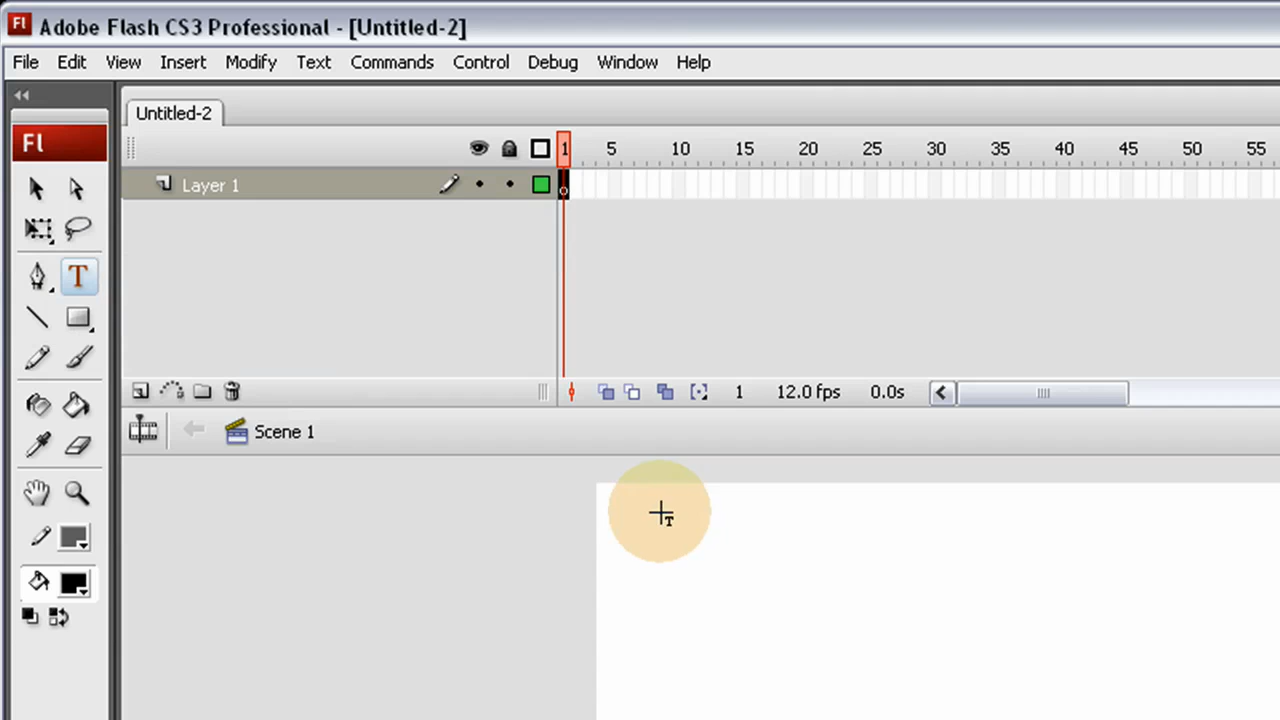 Fl Adobe Flash CS3 Professional - [Untitled-2]
File Edit View Insert Modify Text Commands Control Debug Window Help
Untitled-2
Fl
1 5 10 15 20 25 30 35 40 45 50 55
Layer 1
T
1 12.0 fps 0.0s
Scene 1
T